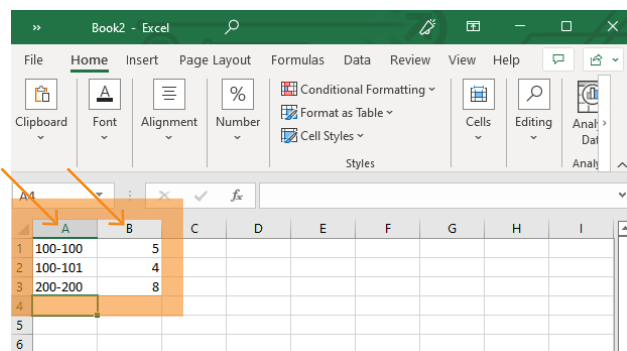 » Book2 - Excel
File Home Insert Page Layout Formulas Data Review View Help
Clipboard Font Alignment Number Conditional Formatting Format as Table Cell Styles Cells Editing
Styles
A4 fx
A B C D E F G H I
1 100-100 5
2 100-101 4
3 200-200 8
4
5
6